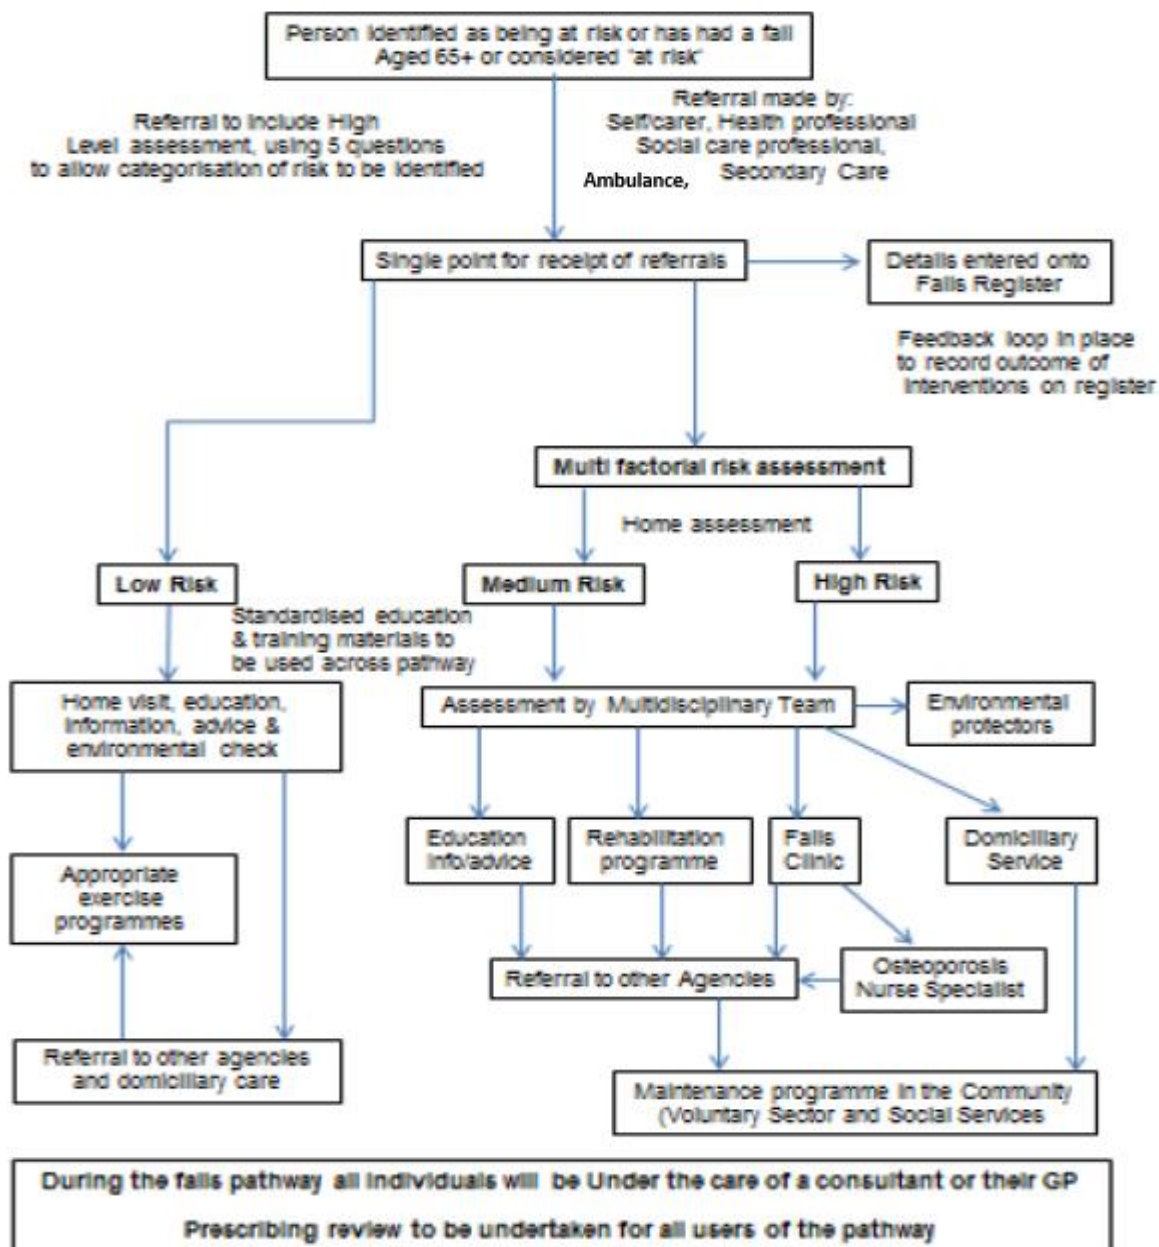 Person identified as being at risk or has had a fall
Aged 65+ or considered "at risk"
Referral to include High
Level assessment, using 5 questions
to allow categorisation of risk to be identified
Referral made by:
Self/carer, Health professional
Social care professional,
Ambulance, Secondary Care
Single point for receipt of referrals
Details entered onto
Falls Register
Feedback loop in place
to record outcome of
interventions on register
Multi factorial risk assessment
Home assessment
Low Risk
Medium Risk
High Risk
Standardised education
& training materials to
be used across pathway
Home visit, education,
information, advice &
environmental check
Assessment by Multidisciplinary Team
Environmental
protectors
Education
info/advice
Rehabilitation
programme
Falls
Clinic
Domiciliary
Service
Appropriate
exercise
programmes
Referral to other Agencies
Osteoporosis
Nurse Specialist
Referral to other agencies
and domiciliary care
Maintenance programme in the Community
(Voluntary Sector and Social Services
During the falls pathway all individuals will be Under the care of a consultant or their GP
Prescribing review to be undertaken for all users of the pathway